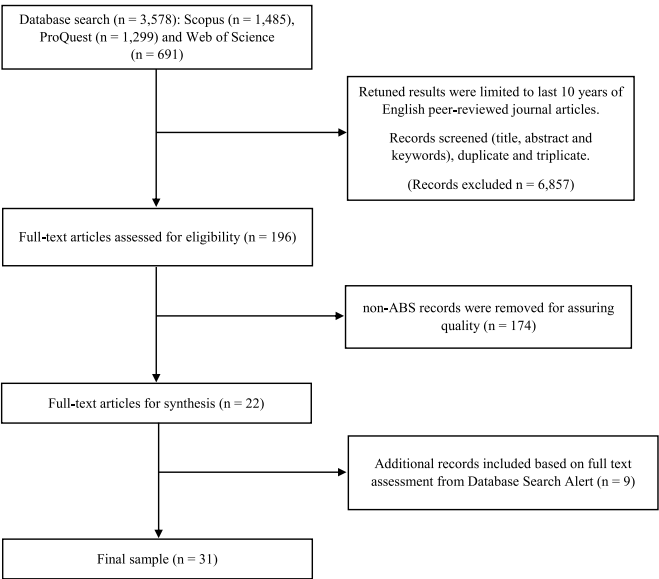 Database search (n = 3,578): Scopus (n = 1,485),
ProQuest (n = 1,299) and Web of Science
(n = 691)
Retuned results were limited to last 10 years of
English peer-reviewed journal articles.
Records screened (title, abstract and
keywords), duplicate and triplicate.
(Records excluded n = 6,857)
Full-text articles assessed for eligibility (n = 196)
non-ABS records were removed for assuring
quality (n = 174)
Full-text articles for synthesis (n = 22)
Additional records included based on full text
assessment from Database Search Alert (n = 9)
Final sample (n = 31)